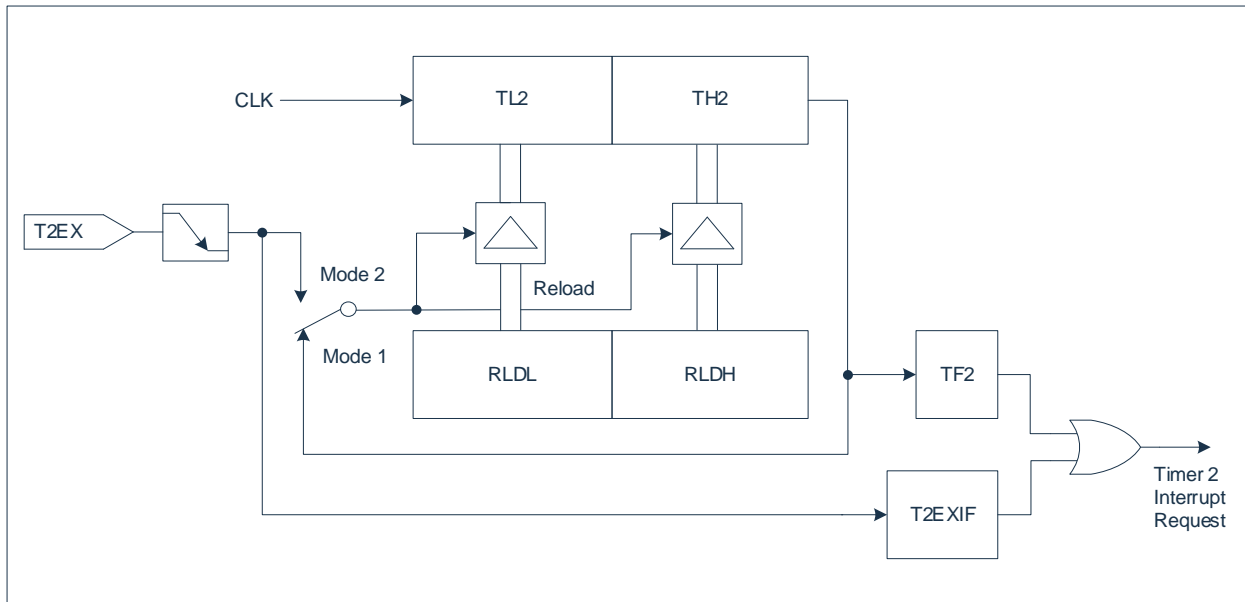 CLK
TL2
TH2
T2EX
Mode 2
Reload
Mode 1
RLDL
RLDH
TF2
T2EXIF
Timer 2
Interrupt
Request